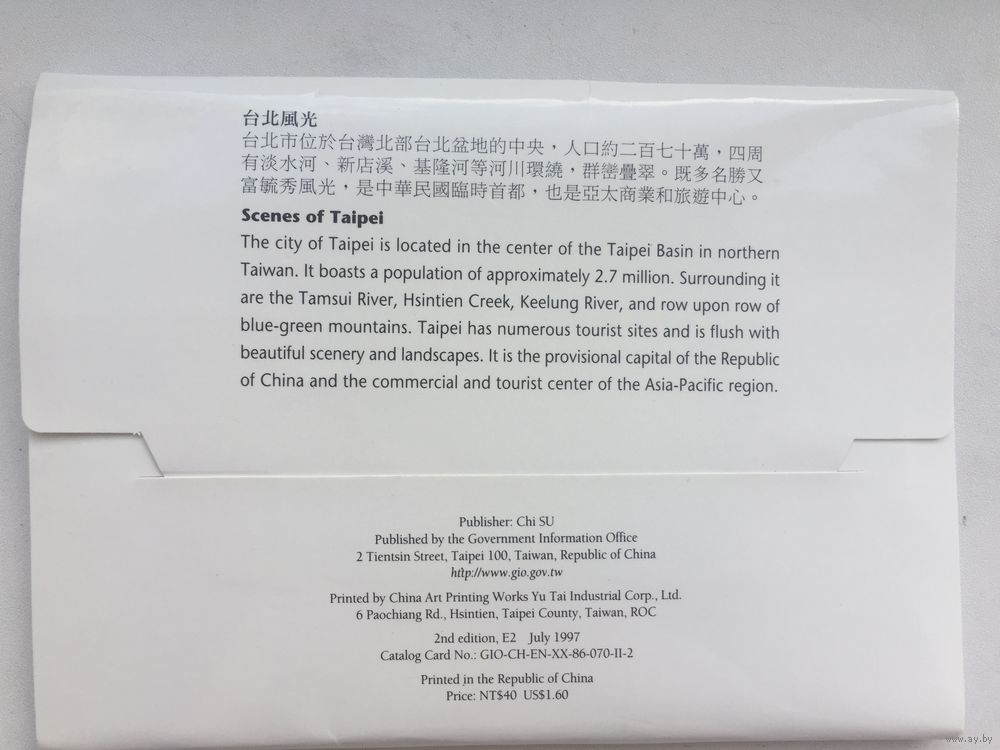 台北風光
台北市位於台灣北部台北盆地的中央，人口約二百七十萬，四周
有淡水河、新店溪、基隆河等河川環繞，群巒疊翠。既多名勝又
富毓秀風光，是中華民國臨時首都，也是亞太商業和旅遊中心。
Scenes of Taipei
The city of Taipei is located in the center of the Taipei Basin in northern
Taiwan. It boasts a population of approximately 2.7 million. Surrounding it
are the Tamsui River, Hsintien Creek, Keelung River, and row upon row of
blue-green mountains. Taipei has numerous tourist sites and is flush with
beautiful scenery and landscapes. It is the provisional capital of the Republic
of China and the commercial and tourist center of the Asia-Pacific region.
Publisher: Chi SU
Published by the Government Information Office
2 Tientsin Street, Taipei 100, Taiwan, Republic of China
http://www.gio.gov.tw
Printed by China Art Printing Works Yu Tai Industrial Corp., Ltd.
6 Paochiang Rd., Hsintien, Taipei County, Taiwan, ROC
2nd edition, E2 July 1997
Catalog Card No.: GIO-CH-EN-XX-86-070-II-2
Printed in the Republic of China
Price: NT$40 US$1.60
www.ay.by